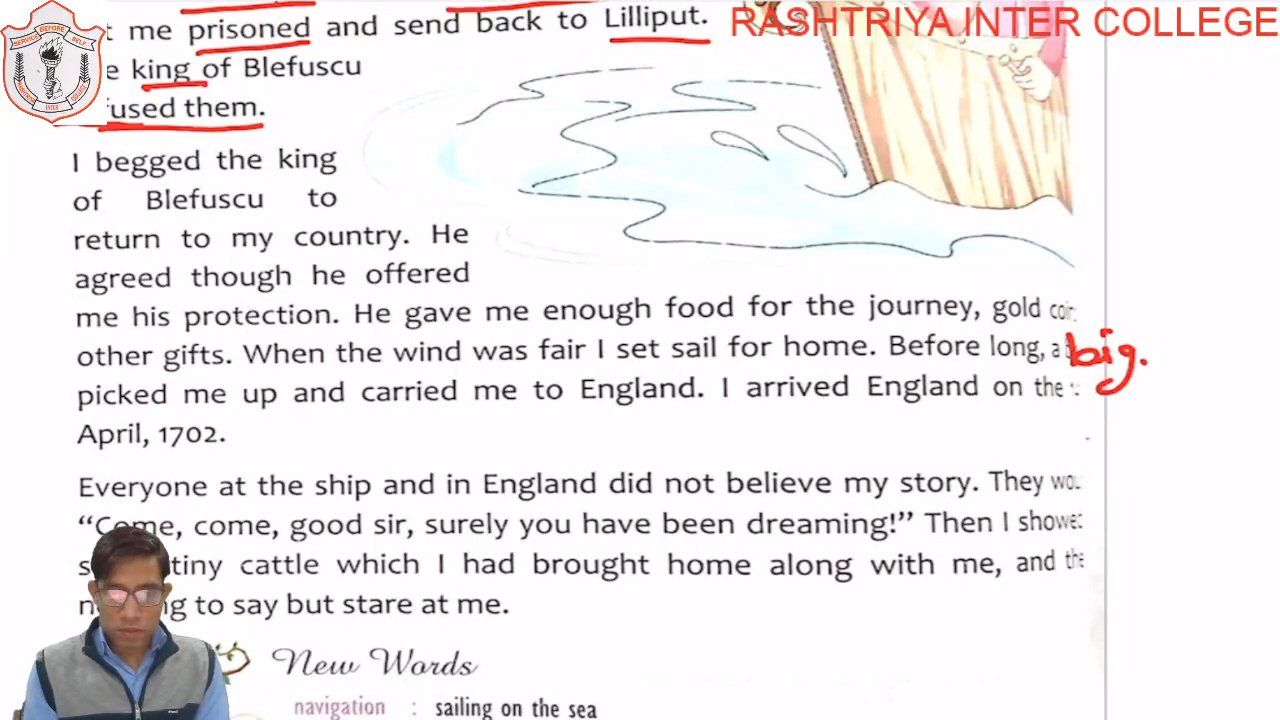 me prisoned and send back to Lilliput.
RASHTRIYA INTER COLLEGE
SERVICE BEFORE SELF
INTER
king of Blefuscu
fused them.
I begged the king
of Blefuscu to
return to my country. He
agreed though he offered
me his protection. He gave me enough food for the journey, gold
other gifts. When the wind was fair I set sail for home. Before long, a
big.
picked me up and carried me to England. I arrived England on the
April, 1702.
Everyone at the ship and in England did not believe my story. They
“Come, come, good sir, surely you have been dreaming!” Then I showed
tiny cattle which I had brought home along with me, and
to say but stare at me.
New Words
navigation : sailing on the sea